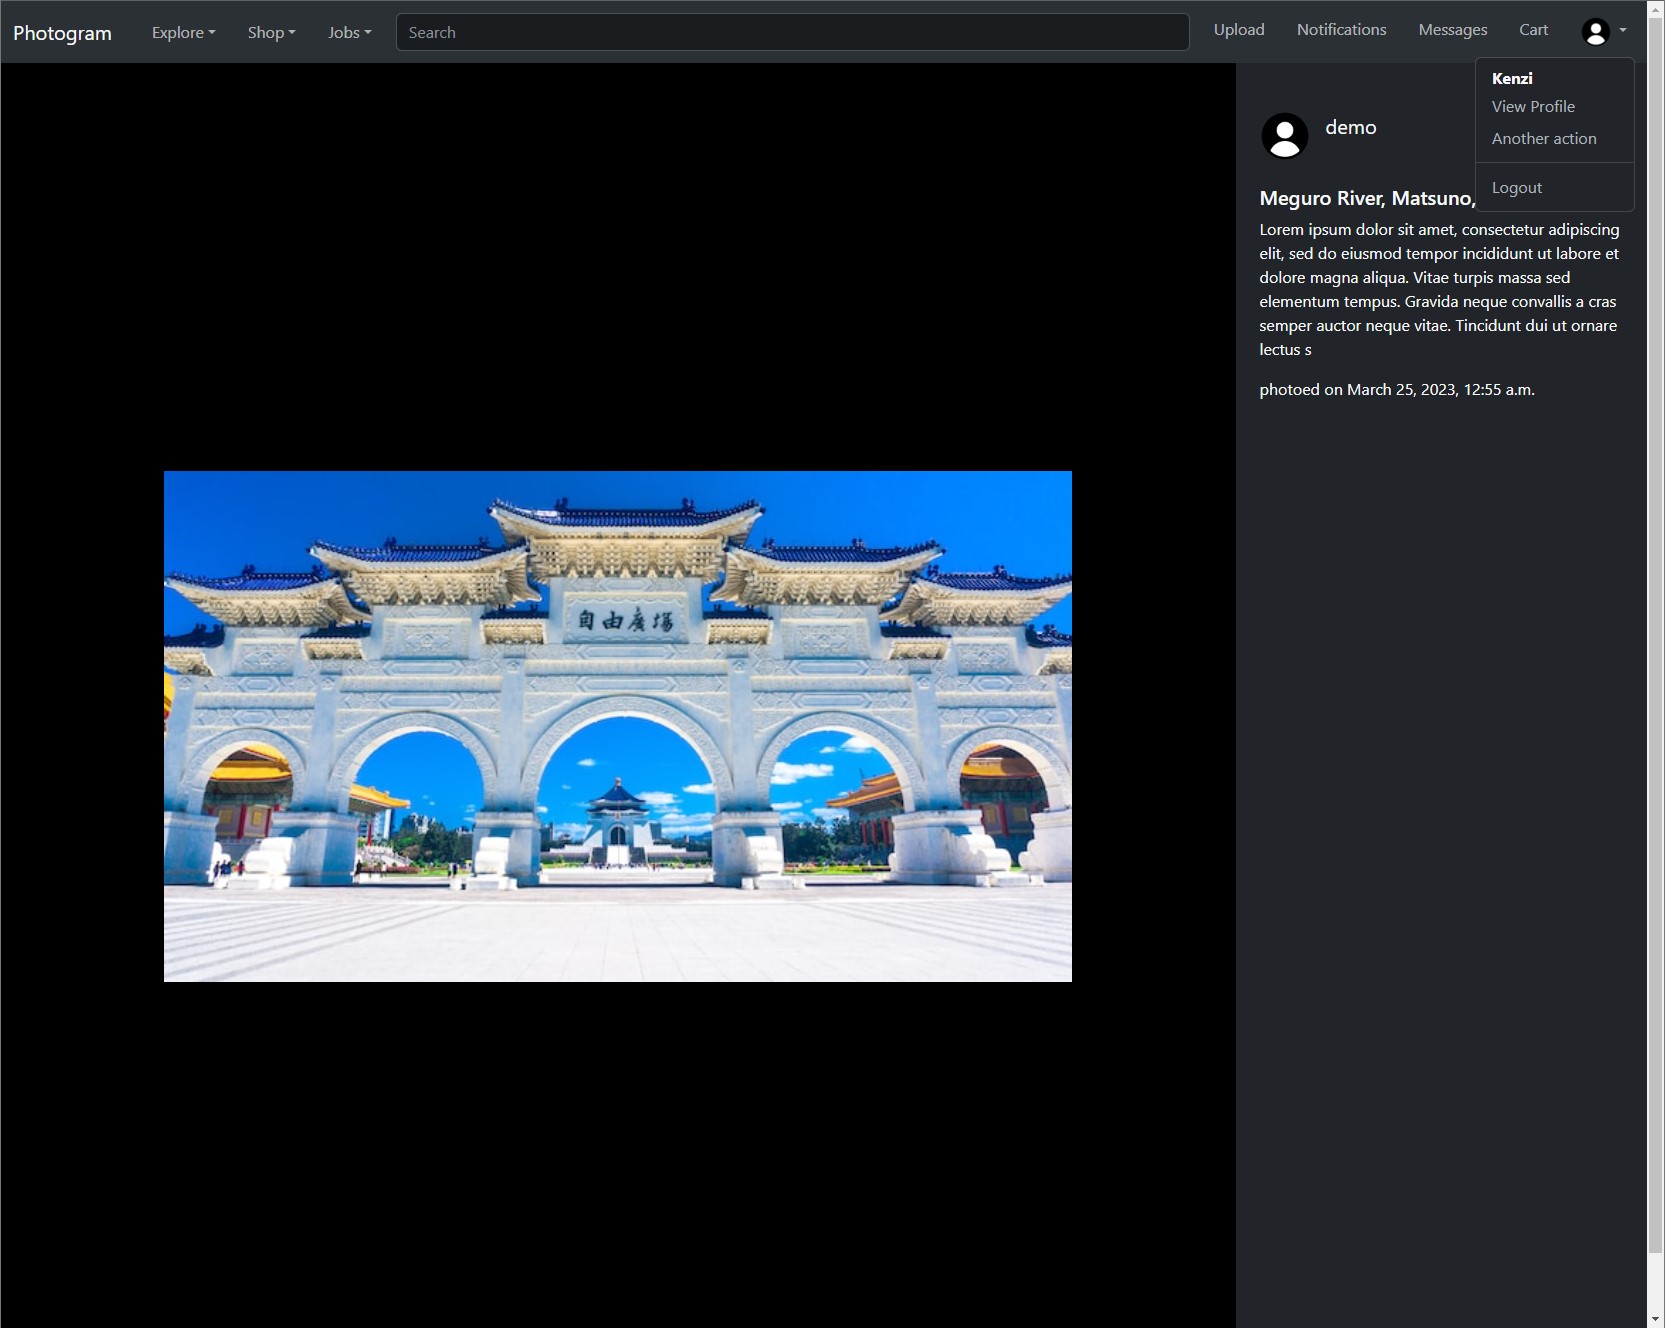 Photogram
Explore
Shop
Jobs
Search
Upload
Notifications
Messages
Cart
Kenzi
View Profile
Another action
Logout
demo
Meguro River, Matsuno,
Lorem ipsum dolor sit amet, consectetur adipiscing
elit, sed do eiusmod tempor incididunt ut labore et
dolore magna aliqua. Vitae turpis massa sed
elementum tempus. Gravida neque convallis a cras
semper auctor neque vitae. Tincidunt dui ut ornare
lectus s
photoed on March 25, 2023, 12:55 a.m.
自由廣場